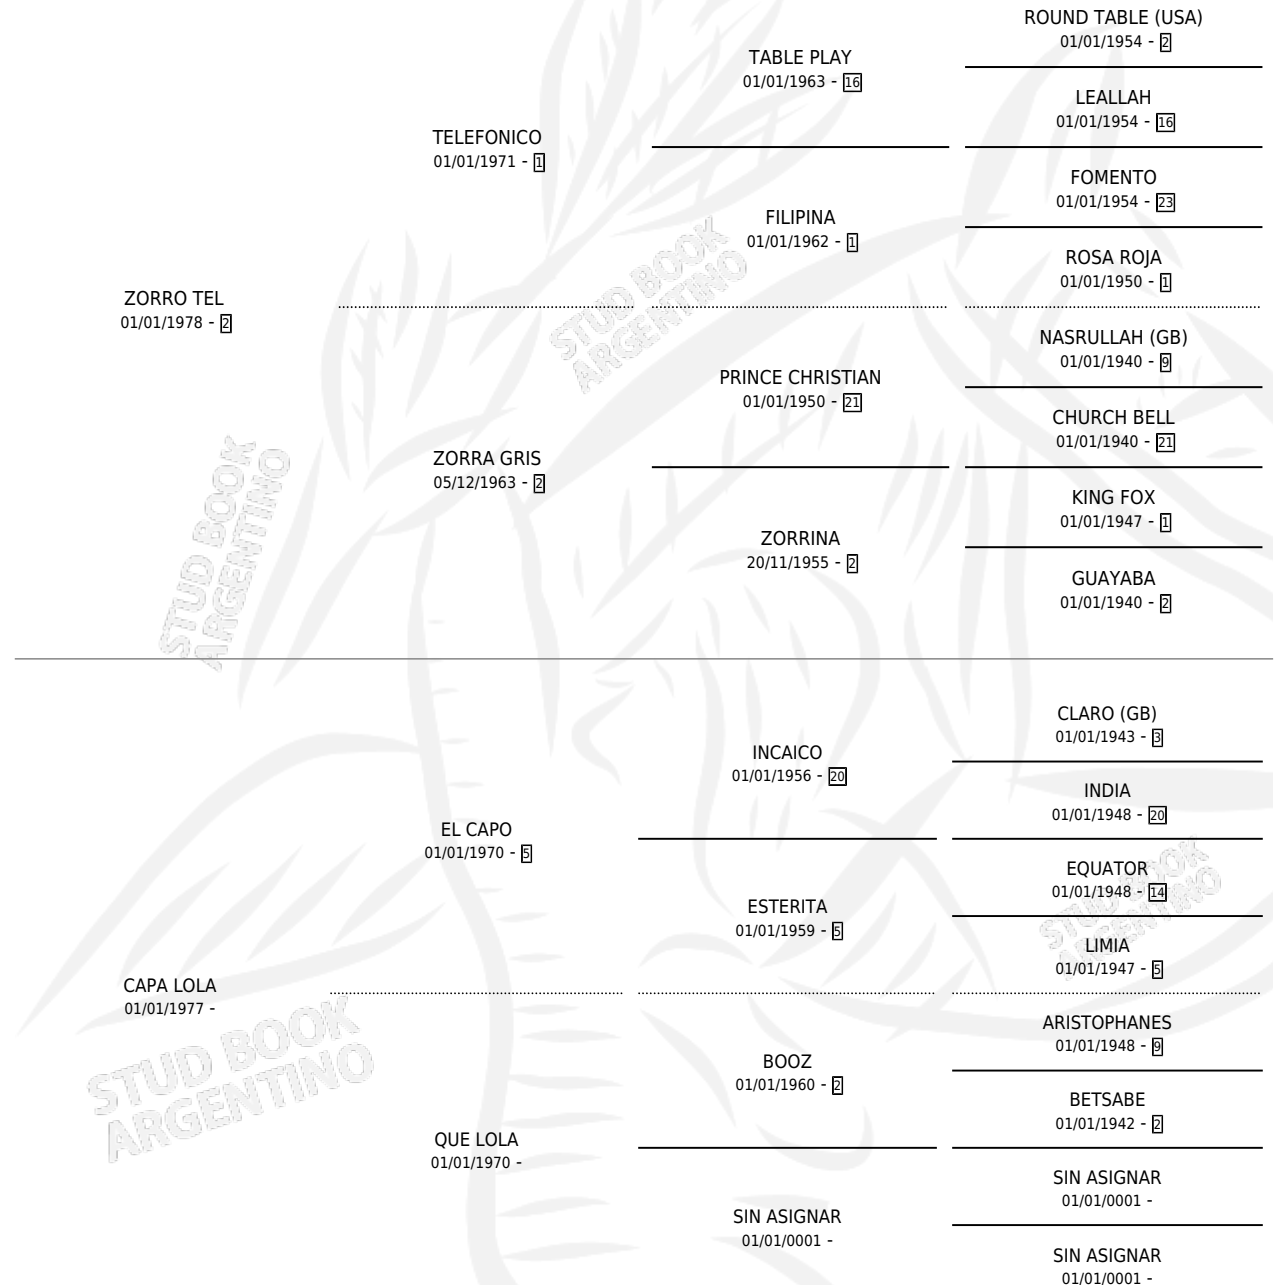 ROUND TABLE (USA)
01/01/1954 - 2
TABLE PLAY
01/01/1963 - 16
LEALLAH
01/01/1954 - 16
TELEFONICO
01/01/1971 - 1
FOMENTO
01/01/1954 - 23
FILIPINA
01/01/1962 - 1
ROSA ROJA
01/01/1950 - 1
ZORRO TEL
01/01/1978 - 2
STUD BOOK
ARGENTINO
NASRULLAH (GB)
01/01/1940 - 9
PRINCE CHRISTIAN
01/01/1950 - 21
CHURCH BELL
01/01/1940 - 21
ZORRA GRIS
05/12/1963 - 2
KING FOX
01/01/1947 - 1
ZORRINA
20/11/1955 - 2
GUAYABA
01/01/1940 - 2
STUD BOOK
ARGENTINO
CLARO (GB)
01/01/1943 - 3
INCAICO
01/01/1956 - 20
INDIA
01/01/1948 - 20
EL CAPO
01/01/1970 - 5
EQUATOR
01/01/1948 - 14
STUD BOOK
ARGENTINO
ESTERITA
01/01/1959 - 5
LIMIA
01/01/1947 - 5
CAPA LOLA
01/01/1977 -
STUD BOOK
ARGENTINO
ARISTOPHANES
01/01/1948 - 9
BOOZ
01/01/1960 - 2
BETSABE
01/01/1942 - 2
QUE LOLA
01/01/1970 -
SIN ASIGNAR
01/01/0001 -
SIN ASIGNAR
01/01/0001 -
SIN ASIGNAR
01/01/0001 -